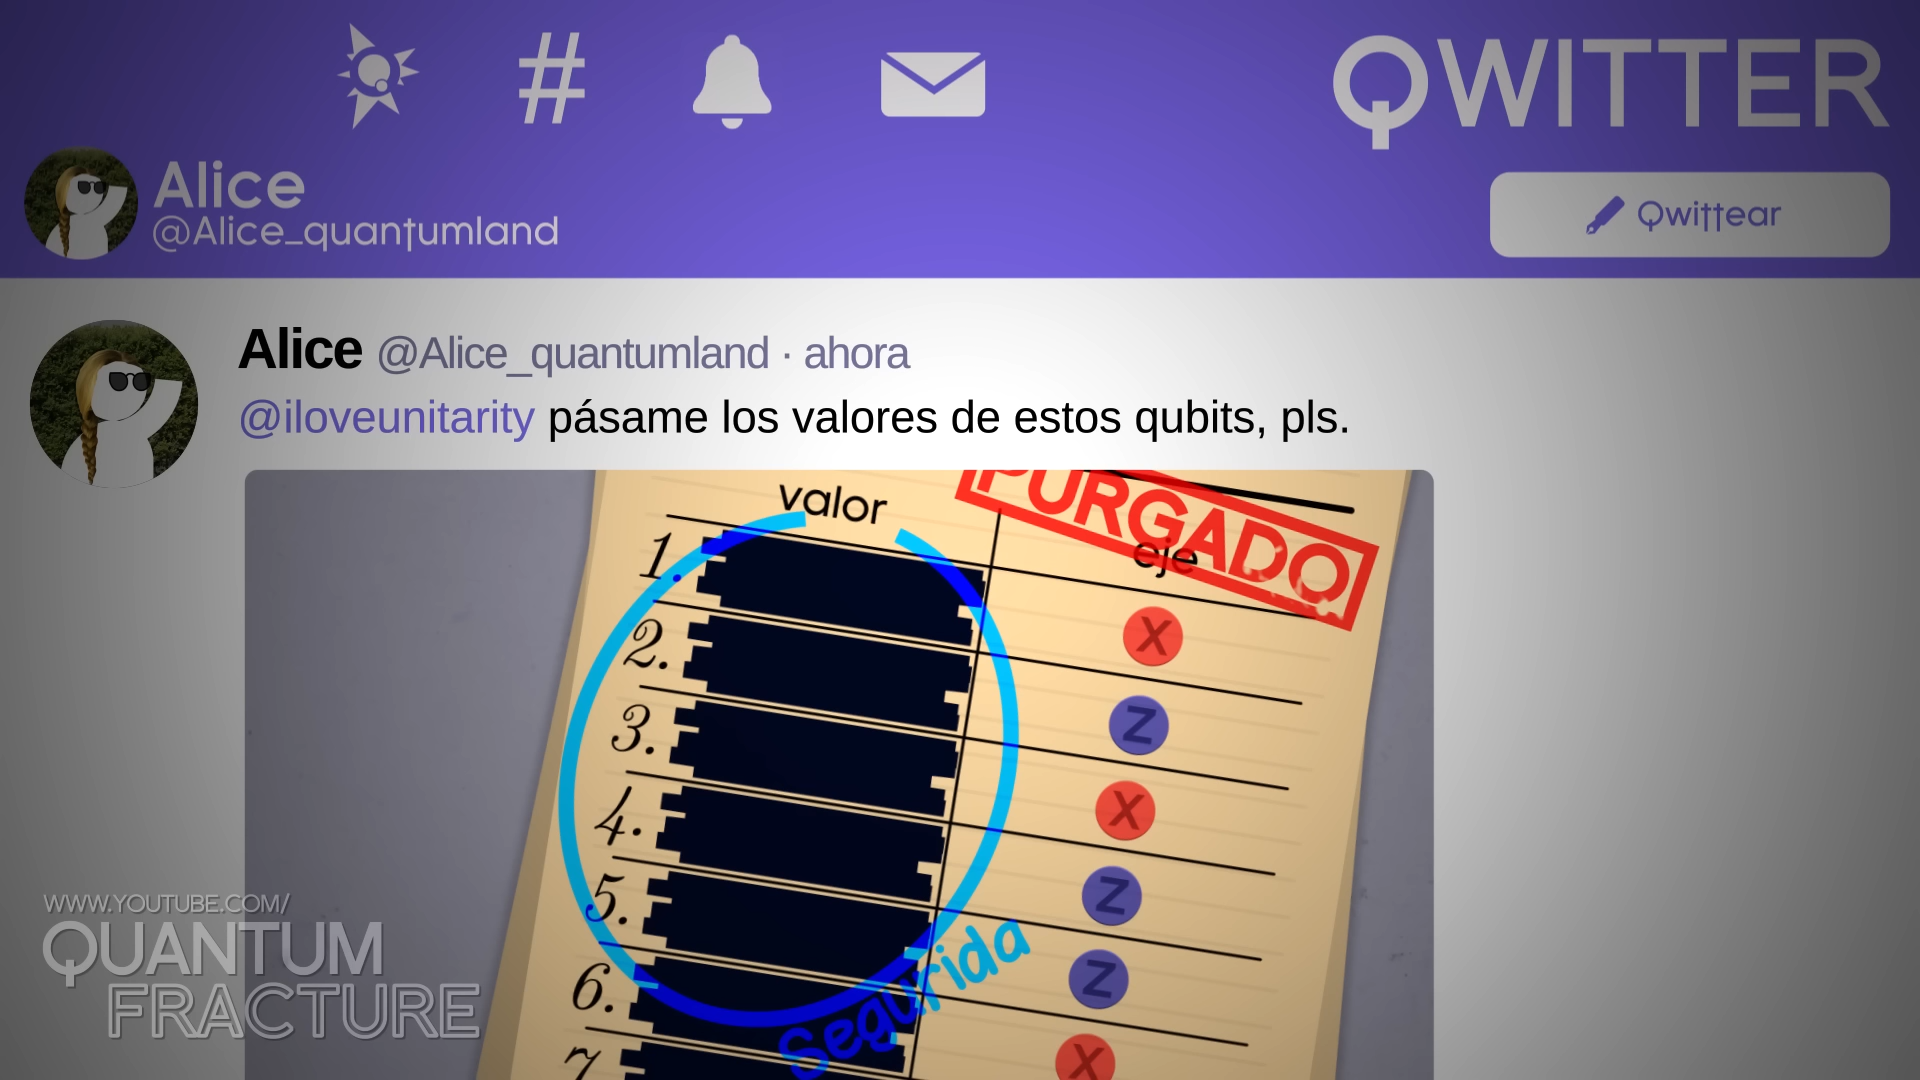 QWITTER
Alice
@Alice_quantumland
Qwittear
Alice @Alice_quantumland · ahora
@iloveunitarity pásame los valores de estos qubits, pls.
PURGADO
valor
eje
1.
X
2.
Z
3.
X
4.
Z
5.
Z
6.
X
7
Segurida
WWW.YOUTUBE.COM/
QUANTUM
FRACTURE